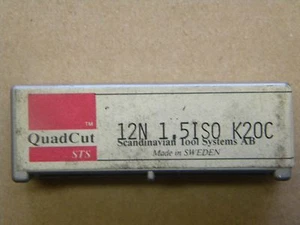 TM
QuadCut
STS
12N 1.5ISO K20C
Scandinavian Tool Systems AB
Made in SWEDEN